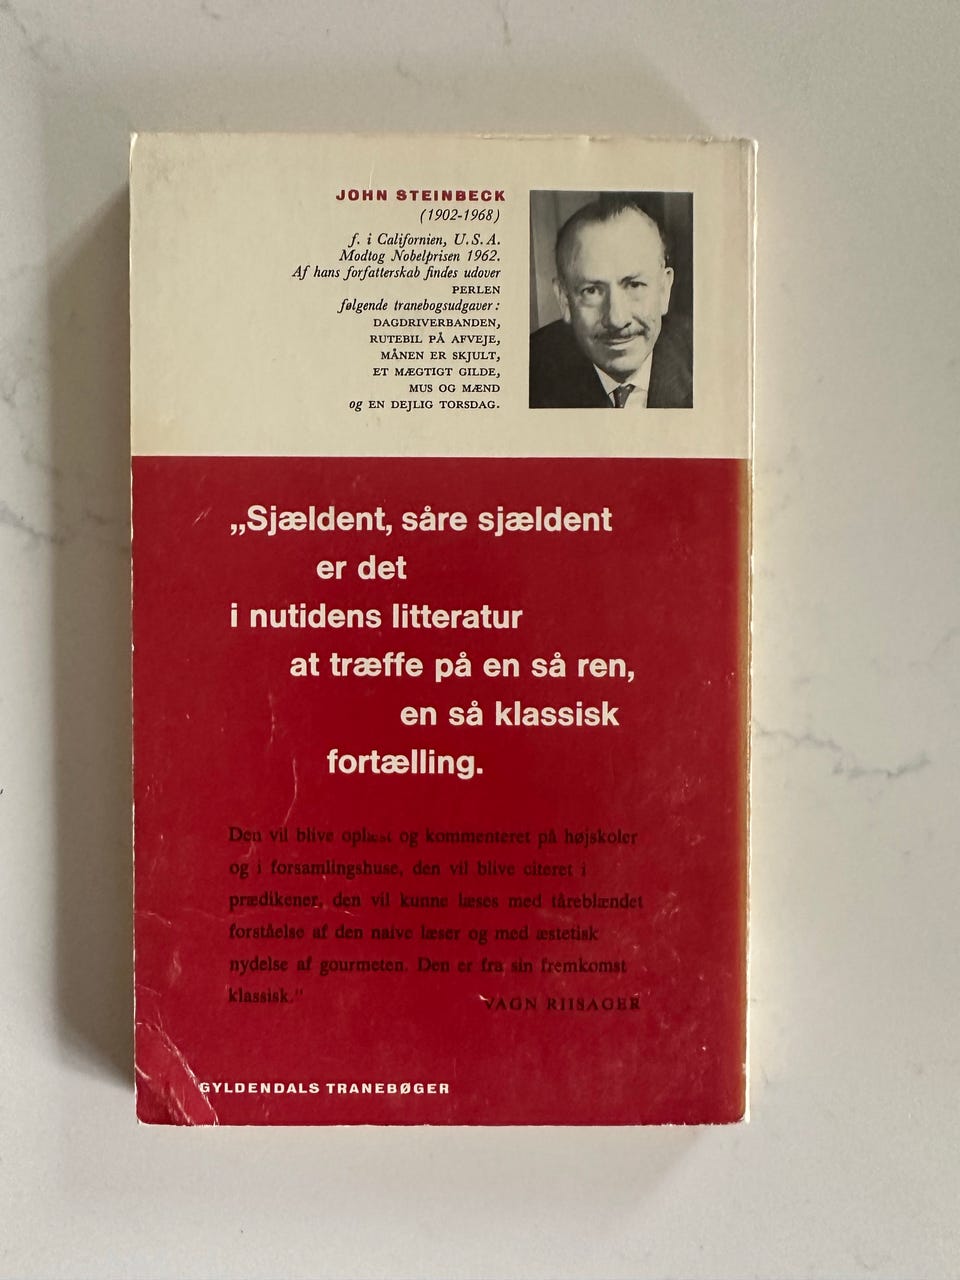 JOHN STEINBECK
(1902-1968)
f. i Californien, U.S.A.
Modtog Nobelprisen 1962.
Af hans forfatterskab findes udover
PERLEN
følgende tranebogsudgaver:
DAGDRIVERBANDEN,
RUTEBIL PÅ AFVEJE,
MÅNEN ER SKJULT,
ET MÆGTIGT GILDE,
MUS OG MÆND
og EN DEJLIG TORSDAG.
„Sjældent, såre sjældent
er det
i nutidens litteratur
at træffe på en så ren,
en så klassisk
fortælling.
Den vil blive oplæst og kommenteret på højskoler
og i forsamlingshuse, den vil blive citeret i
prædikener, den vil kunne læses med tåreblændet
forståelse af den naive læser og med æstetisk
nydelse af gourmeten. Den er fra sin fremkomst
klassisk."
VAGN RIISAGER
GYLDENDALS TRANEBØGER